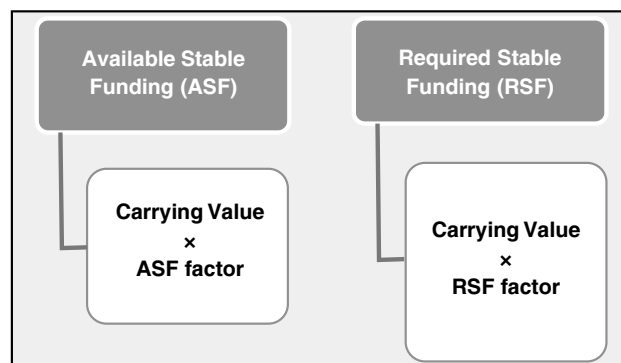 Available Stable
Funding (ASF)
Carrying Value
×
ASF factor
Required Stable
Funding (RSF)
Carrying Value
×
RSF factor